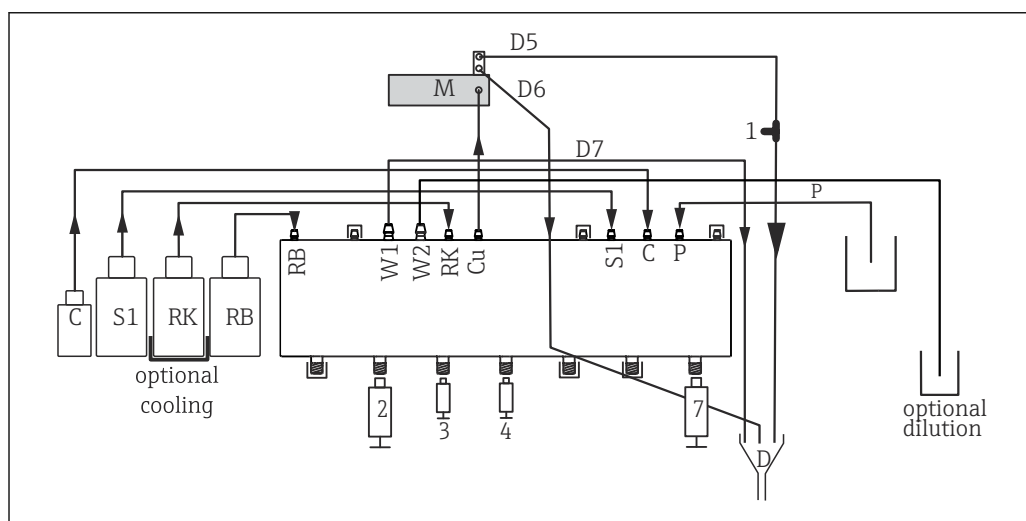 D5
M
D6
1
D7
P
RB
W1
W2
RK
Cu
S1
C
P
C
S1
RK
RB
optional
cooling
2
3
4
7
D
optional
dilution